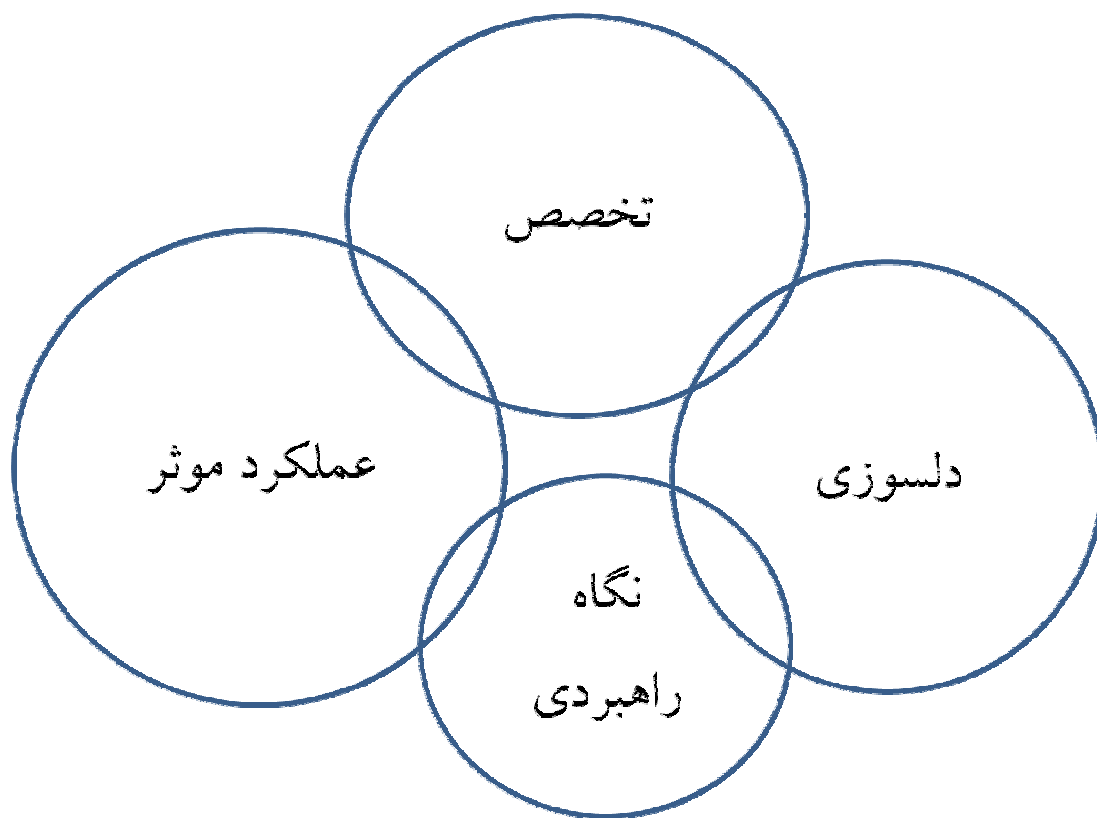 تخصص
عملکرد موثر
دلسوزی
نگاه
راهبردی